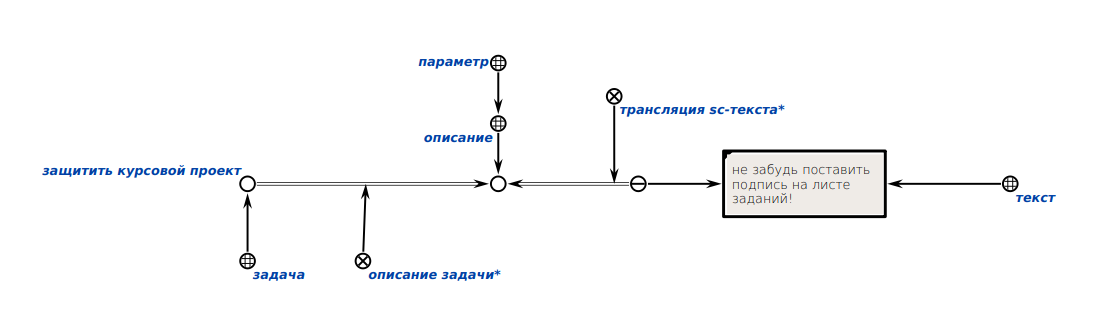 параметр
трансляция sc-текста*
описание
защитить курсовой проект
не забудь поставить
подпись на листе
заданий!
текст
задача
описание задачи*